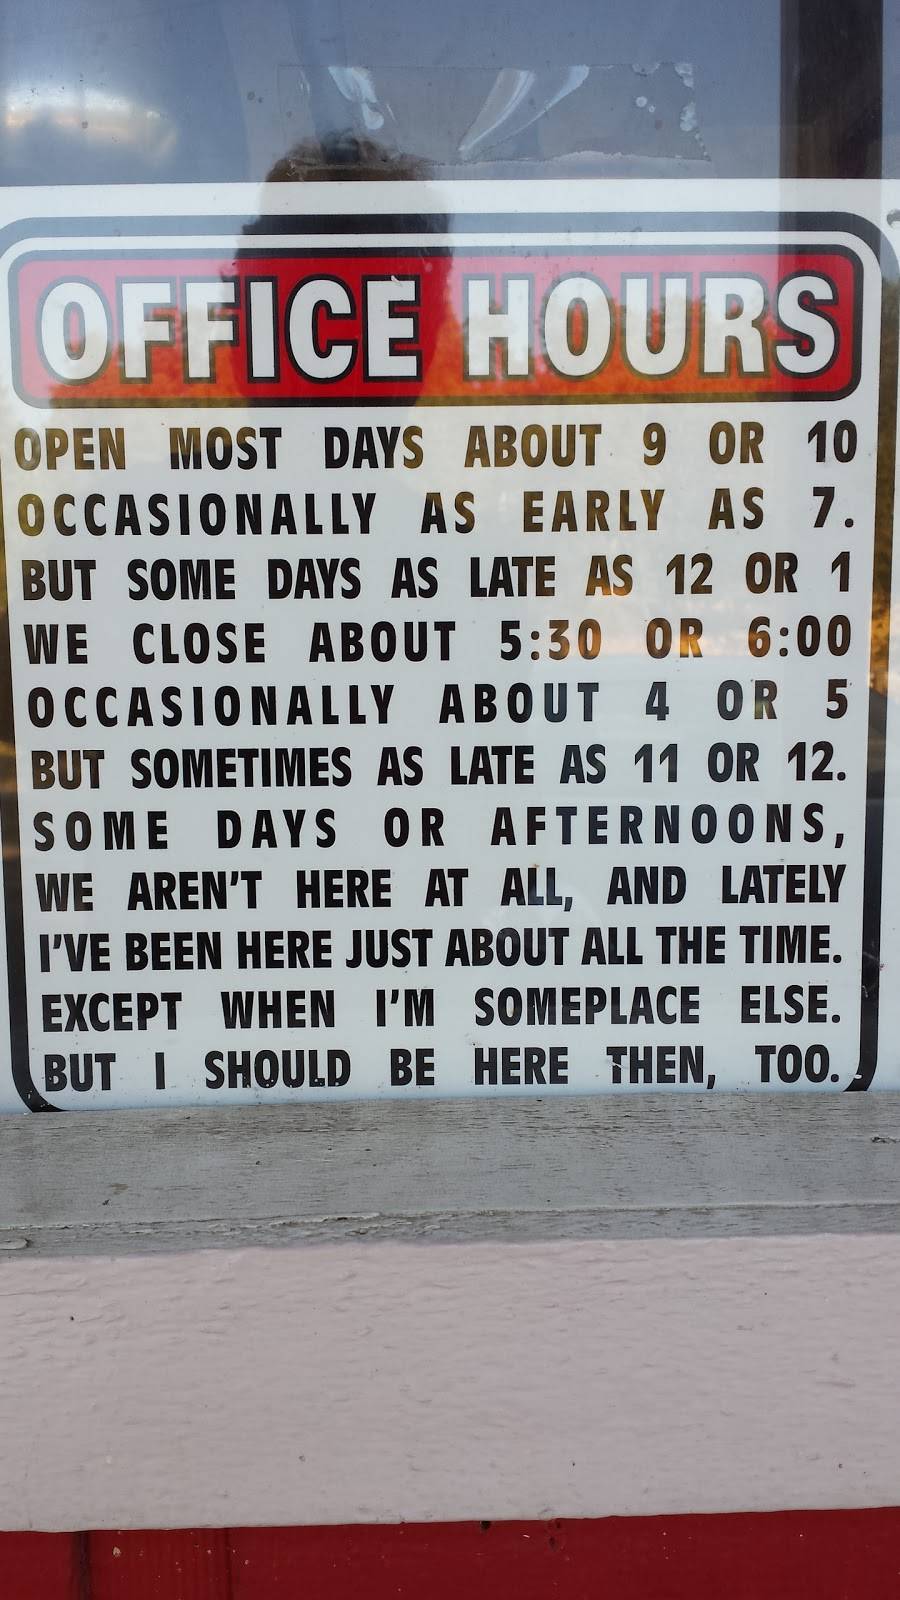 OFFICE HOURS
OPEN MOST DAYS ABOUT 9 OR 10
OCCASIONALLY AS EARLY AS 7.
BUT SOME DAYS AS LATE AS 12 OR 1
WE CLOSE ABOUT 5:30 OR 6:00
OCCASIONALLY ABOUT 4 OR 5
BUT SOMETIMES AS LATE AS 11 OR 12.
SOME DAYS OR AFTERNOONS,
WE AREN'T HERE AT ALL, AND LATELY
I'VE BEEN HERE JUST ABOUT ALL THE TIME.
EXCEPT WHEN I'M SOMEPLACE ELSE.
BUT I SHOULD BE HERE THEN, TOO.